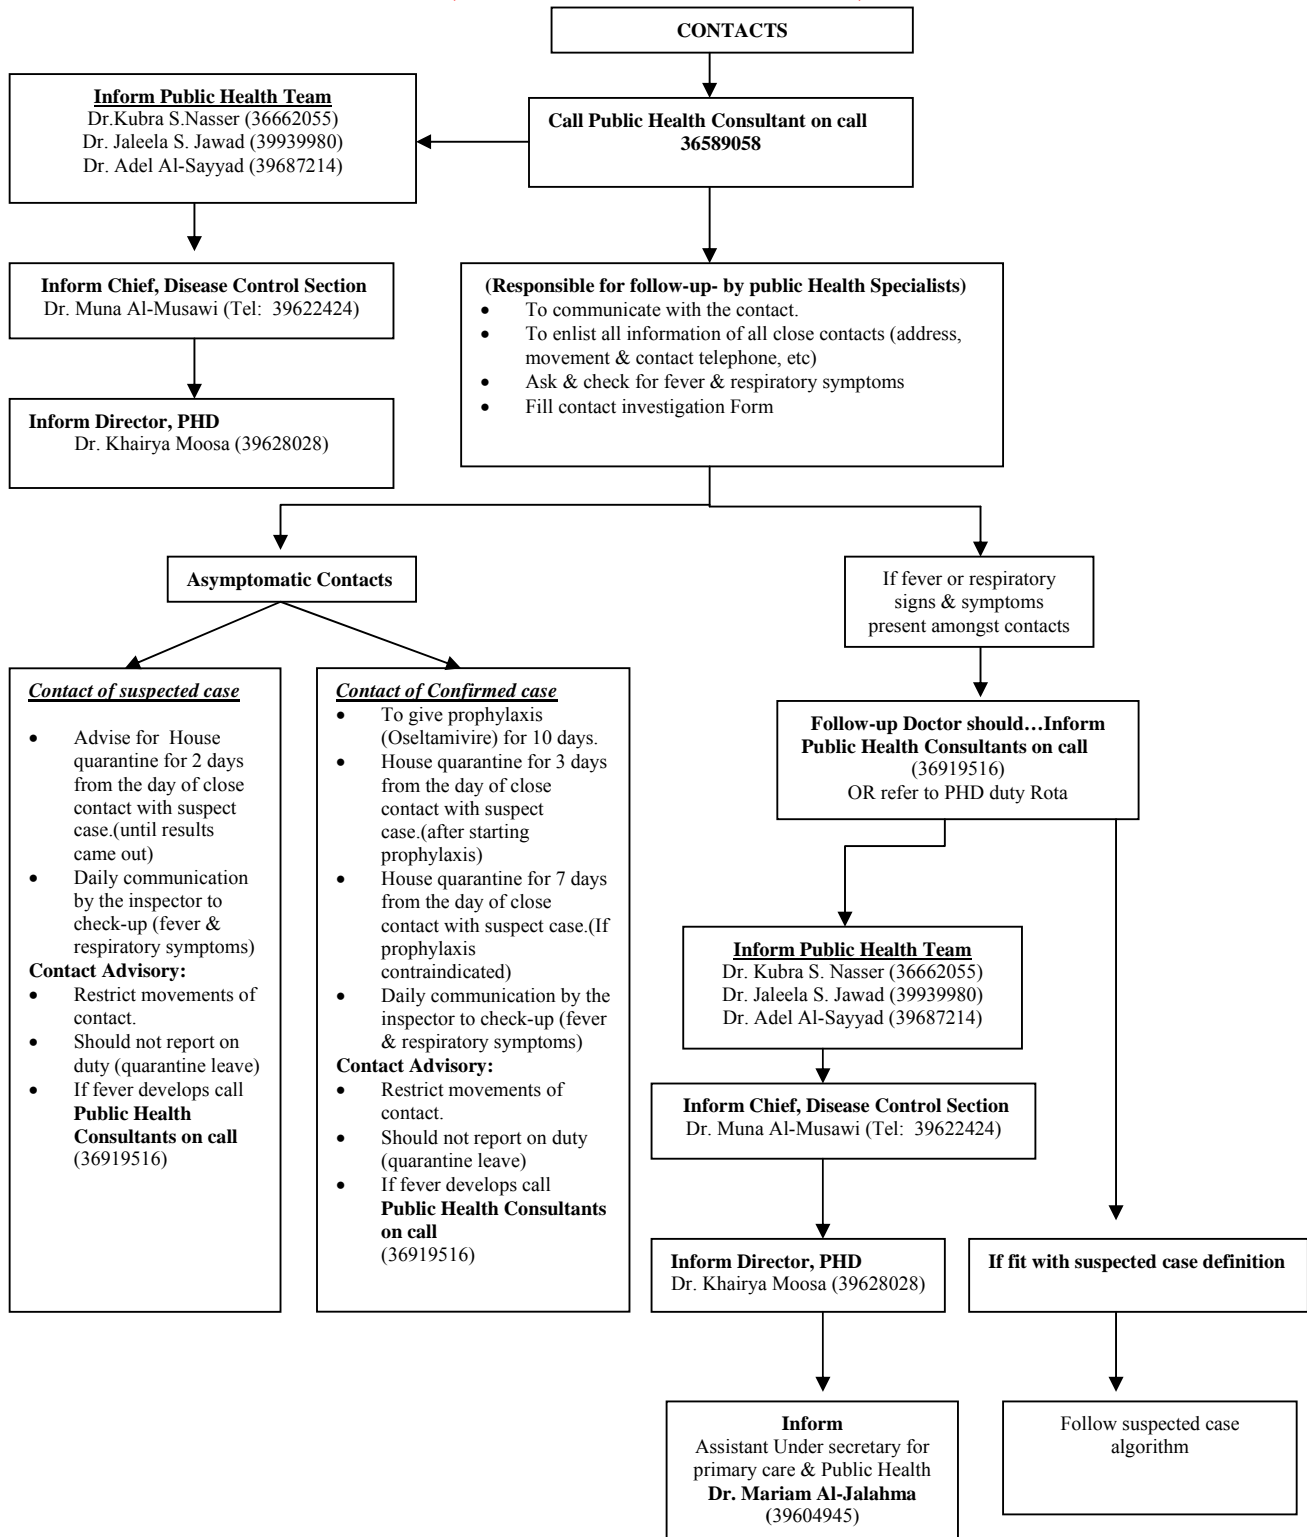 CONTACTS
Call Public Health Consultant on call
36589058
Inform Public Health Team
Dr.Kubra S.Nasser (36662055)
Dr. Jaleela S. Jawad (39939980)
Dr. Adel Al-Sayyad (39687214)
Inform Chief, Disease Control Section
Dr. Muna Al-Musawi (Tel:  39622424)
Inform Director, PHD
Dr. Khairya Moosa (39628028)
(Responsible for follow-up- by public Health Specialists)
• To communicate with the contact.
• To enlist all information of all close contacts (address,
movement & contact telephone, etc)
• Ask & check for fever & respiratory symptoms
• Fill contact investigation Form
Asymptomatic Contacts
If fever or respiratory
signs & symptoms
present amongst contacts
Contact of suspected case
• Advise for  House
quarantine for 2 days
from the day of close
contact with suspect
case.(until results
came out)
• Daily communication
by the inspector to
check-up (fever &
respiratory symptoms)
Contact Advisory:
• Restrict movements of
contact.
• Should not report on
duty (quarantine leave)
• If fever develops call
Public Health
Consultants on call
(36919516)
Contact of Confirmed case
• To give prophylaxis
(Oseltamivire) for 10 days.
• House quarantine for 3 days
from the day of close
contact with suspect
case.(after starting
prophylaxis)
• House quarantine for 7 days
from the day of close
contact with suspect case.(If
prophylaxis
contraindicated)
• Daily communication by the
inspector to check-up (fever
& respiratory symptoms)
Contact Advisory:
• Restrict movements of
contact.
• Should not report on duty
(quarantine leave)
• If fever develops call
Public Health Consultants
on call
(36919516)
Follow-up Doctor should…Inform
Public Health Consultants on call
(36919516)
OR refer to PHD duty Rota
Inform Public Health Team
Dr. Kubra S. Nasser (36662055)
Dr. Jaleela S. Jawad (39939980)
Dr. Adel Al-Sayyad (39687214)
Inform Chief, Disease Control Section
Dr. Muna Al-Musawi (Tel:  39622424)
Inform Director, PHD
Dr. Khairya Moosa (39628028)
If fit with suspected case definition
Inform
Assistant Under secretary for
primary care & Public Health
Dr. Mariam Al-Jalahma
(39604945)
Follow suspected case
algorithm